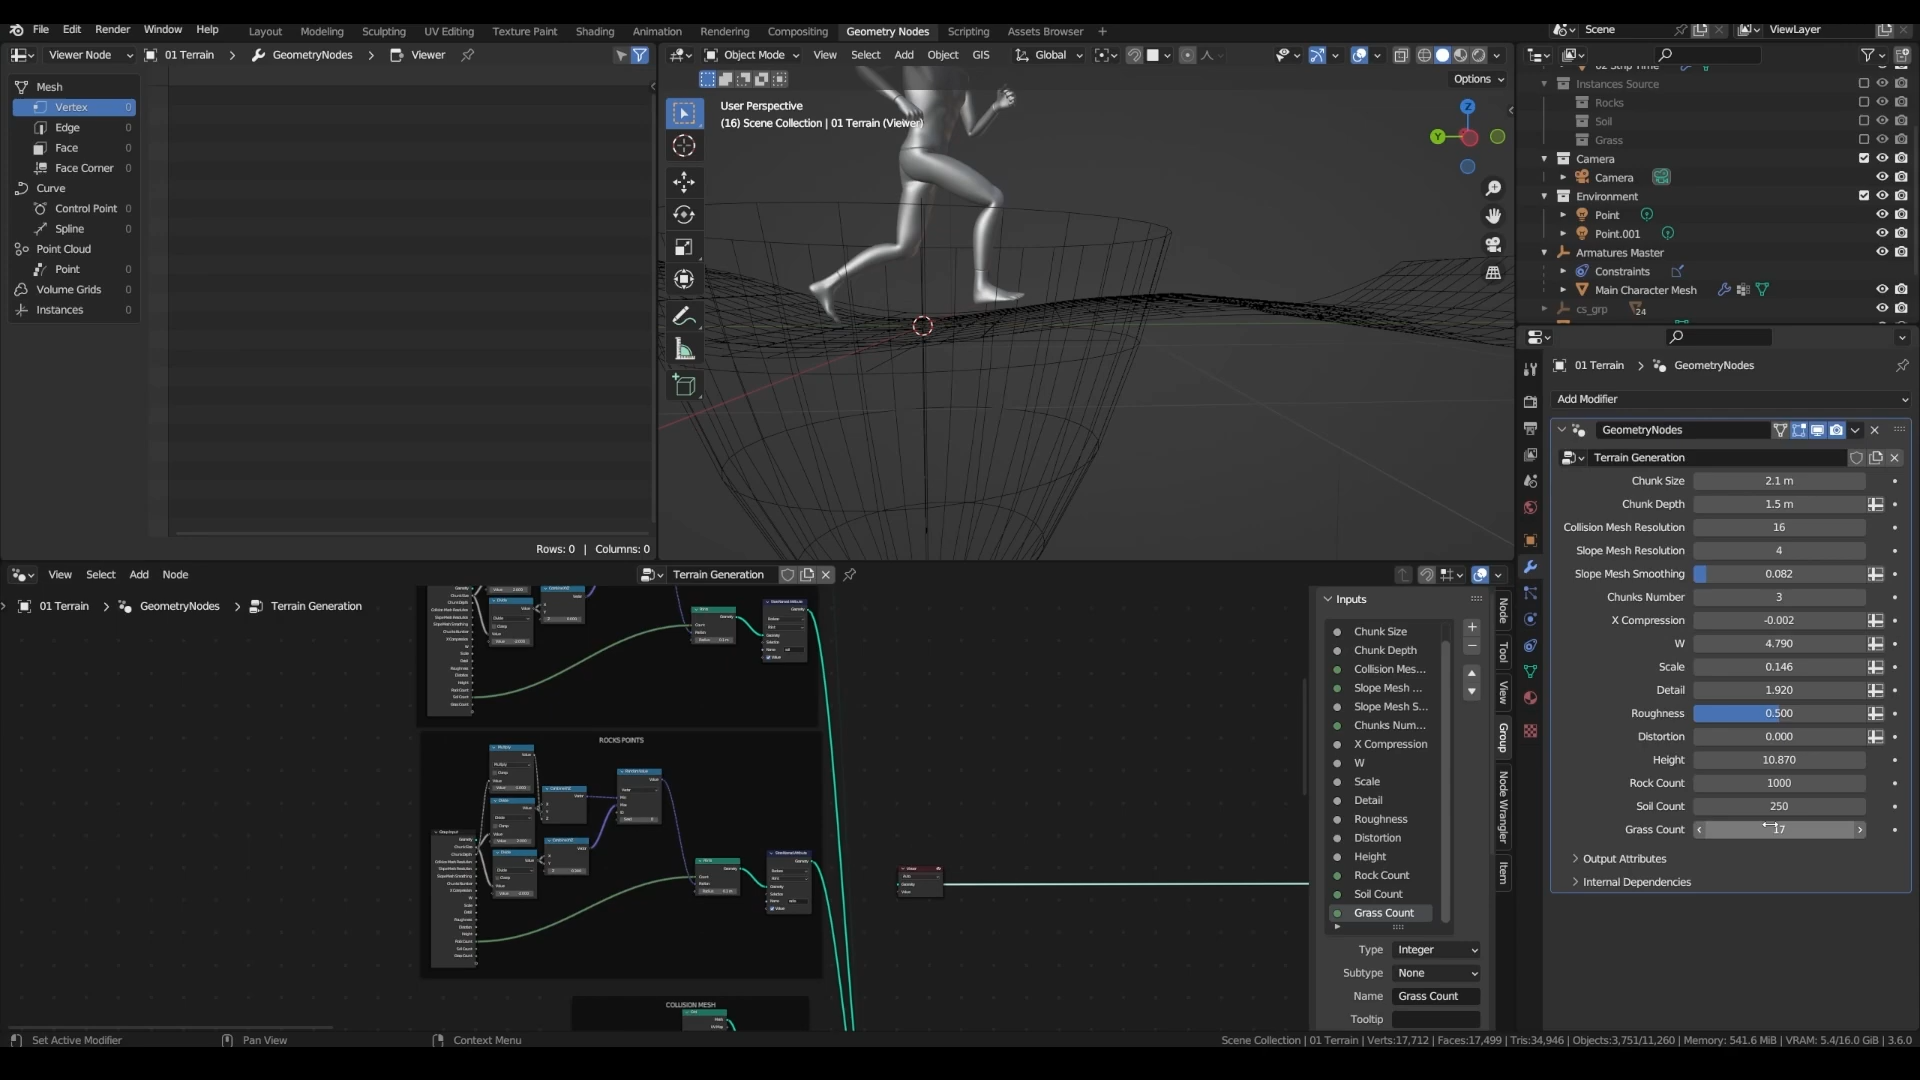 File Edit Render Window Help Layout Modeling Sculpting UV Editing Texture Paint Shading Animation Rendering Compositing Geometry Nodes Scripting Assets Browser + Scene ViewLayer
Viewer Node 01 Terrain > GeometryNodes > Viewer
Object Mode View Select Add Object GIS Global
Options
Mesh
Vertex 0
Edge 0
Face 0
Face Corner 0
Curve
Control Point 0
Spline 0
Point Cloud
Point 0
Volume Grids 0
Instances 0
Rows: 0 | Columns: 0
User Perspective
(16) Scene Collection | 01 Terrain (Viewer)
Z
Y
02 Strip Time
Instances Source
Rocks
Soil
Grass
Camera
Camera
Environment
Point
Point.001
Armatures Master
Constraints
Main Character Mesh
cs_grp 24
01 Terrain > GeometryNodes
Add Modifier
GeometryNodes
Terrain Generation
Chunk Size 2.1 m
Chunk Depth 1.5 m
Collision Mesh Resolution 16
Slope Mesh Resolution 4
Slope Mesh Smoothing 0.082
Chunks Number 3
X Compression -0.002
W 4.790
Scale 0.146
Detail 1.920
Roughness 0.500
Distortion 0.000
Height 10.870
Rock Count 1000
Soil Count 250
Grass Count 17
> Output Attributes
> Internal Dependencies
View Select Add Node Terrain Generation
01 Terrain > GeometryNodes > Terrain Generation
ROCKS POINTS
COLLISION MESH
Inputs
Chunk Size
Chunk Depth
Collision Mes...
Slope Mesh ...
Slope Mesh S...
Chunks Num...
X Compression
W
Scale
Detail
Roughness
Distortion
Height
Rock Count
Soil Count
Grass Count
Type Integer
Subtype None
Name Grass Count
Tooltip
Node
Tool
View
Group
Node Wrangler
Item
Set Active Modifier Pan View Context Menu Scene Collection | 01 Terrain | Verts:17,712 | Faces:17,499 | Tris:34,946 | Objects:3,751/11,260 | Memory: 541.6 MiB | VRAM: 5.4/16.0 GiB | 3.6.0